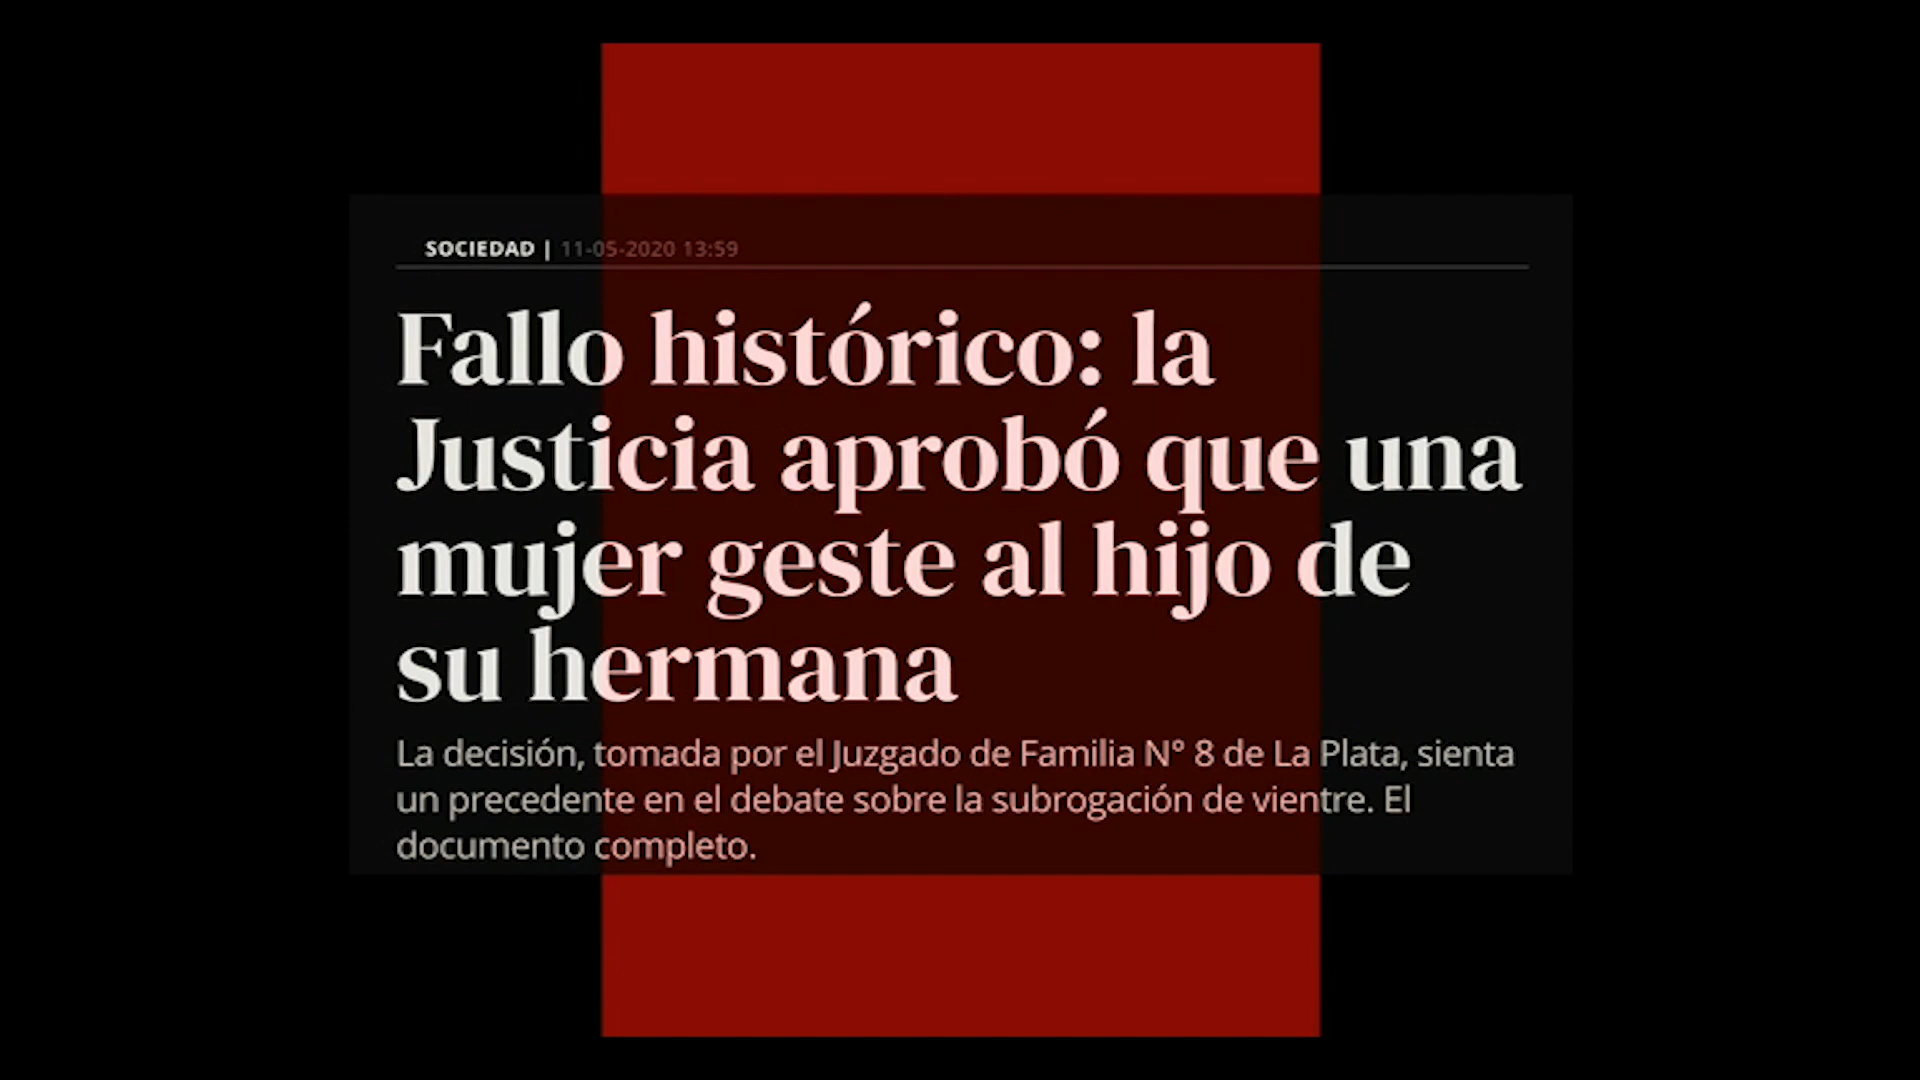 SOCIEDAD | 11-05-2020 13:59
Fallo histórico: la
Justicia aprobó que una
mujer geste al hijo de
su hermana
La decisión, tomada por el Juzgado de Familia N° 8 de La Plata, sienta
un precedente en el debate sobre la subrogación de vientre. El
documento completo.